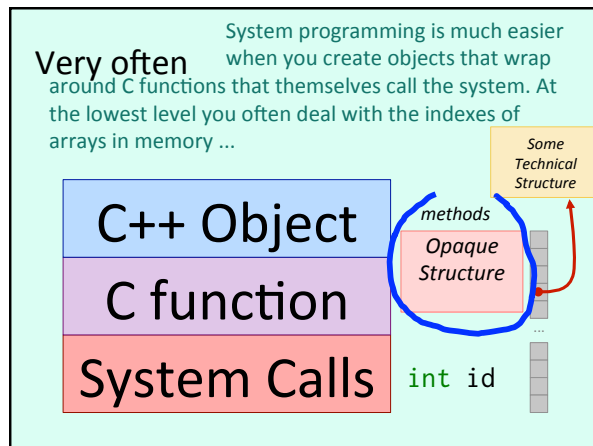 Very often
System programming is much easier
when you create objects that wrap
around C functions that themselves call the system. At
the lowest level you often deal with the indexes of
arrays in memory ...
Some
Technical
Structure
C++ Object
methods
Opaque
Structure
C function
...
System Calls
int id